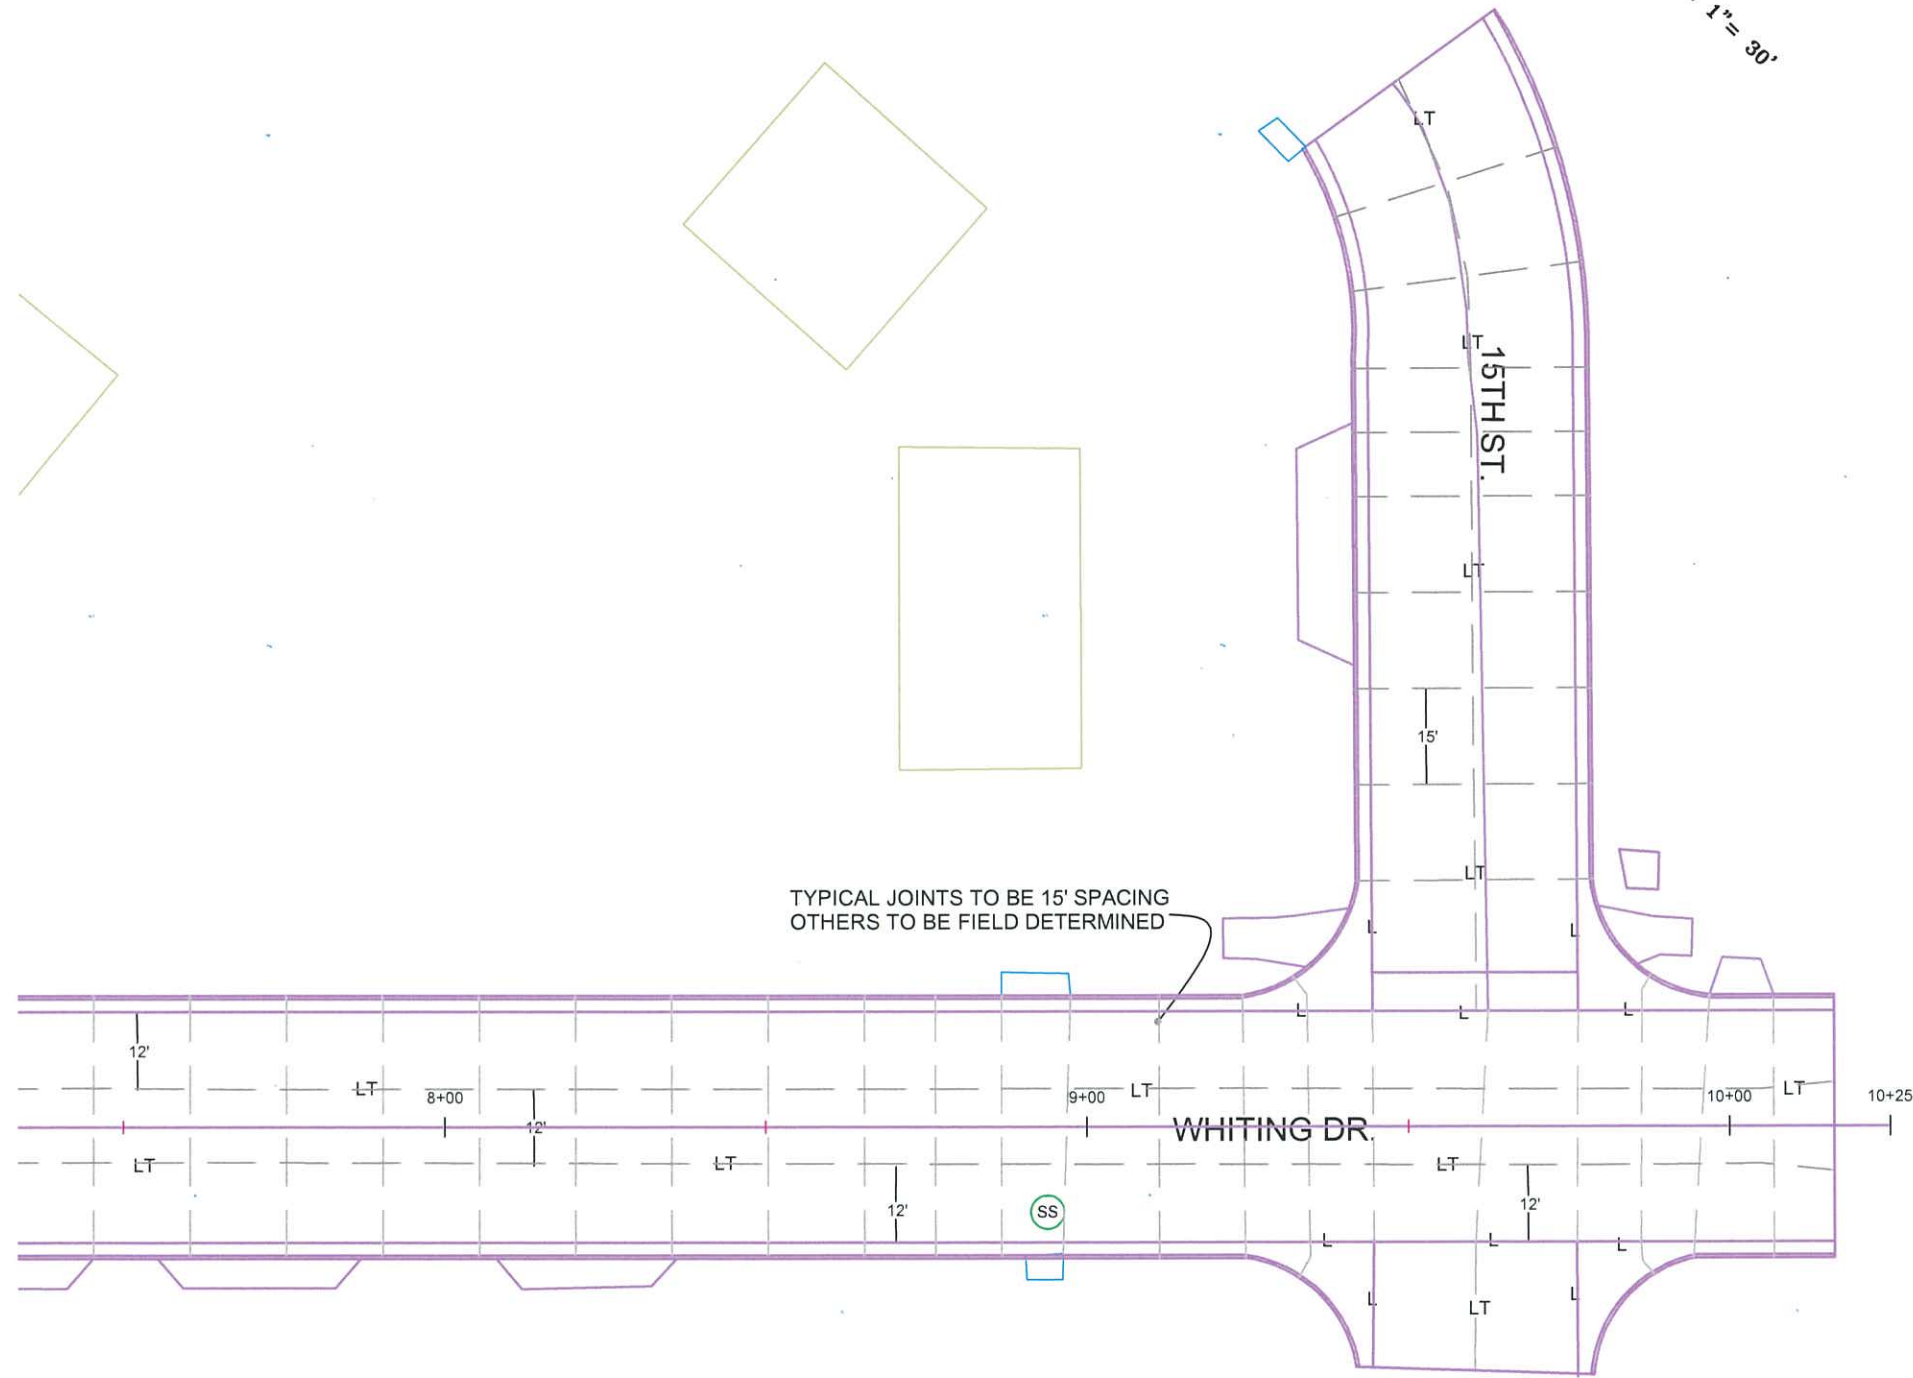 1"= 30'
LT
LT
15TH ST.
LT
15'
LT
TYPICAL JOINTS TO BE 15' SPACING
OTHERS TO BE FIELD DETERMINED
L
L
L
L
L
12'
LT
8+00
9+00
LT
10+00
LT
10+25
12'
WHITING DR.
LT
LT
LT
12'
SS
12'
L
L
L
L
LT
L